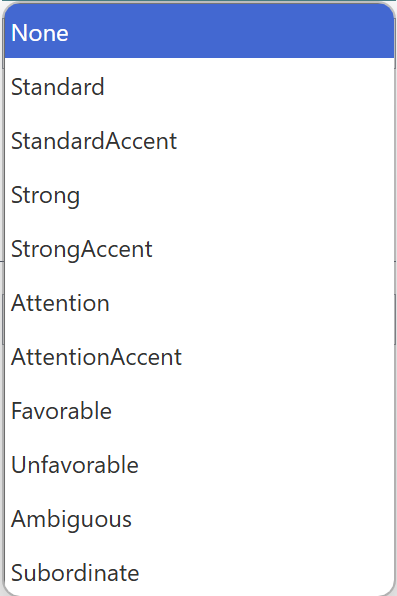 None
Standard
StandardAccent
Strong
StrongAccent
Attention
AttentionAccent
Favorable
Unfavorable
Ambiguous
Subordinate